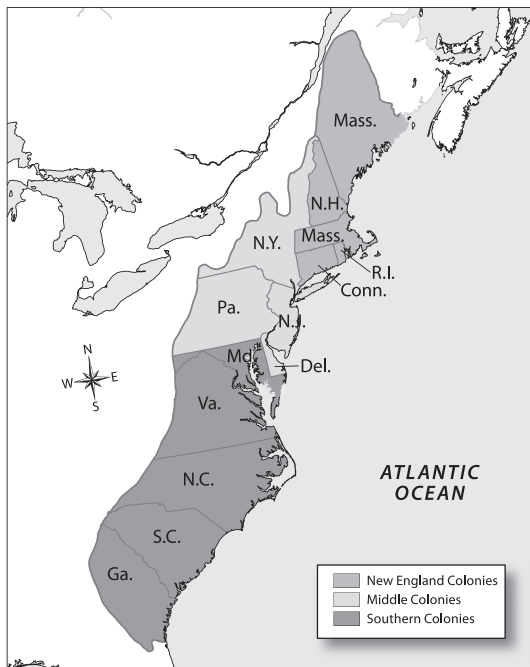 Mass.
N.H.
N.Y.
Mass.
R.I.
Conn.
Pa.
N.J.
Md.
Del.
N
W E
S
Va.
N.C.
ATLANTIC
OCEAN
S.C.
Ga.
New England Colonies
Middle Colonies
Southern Colonies